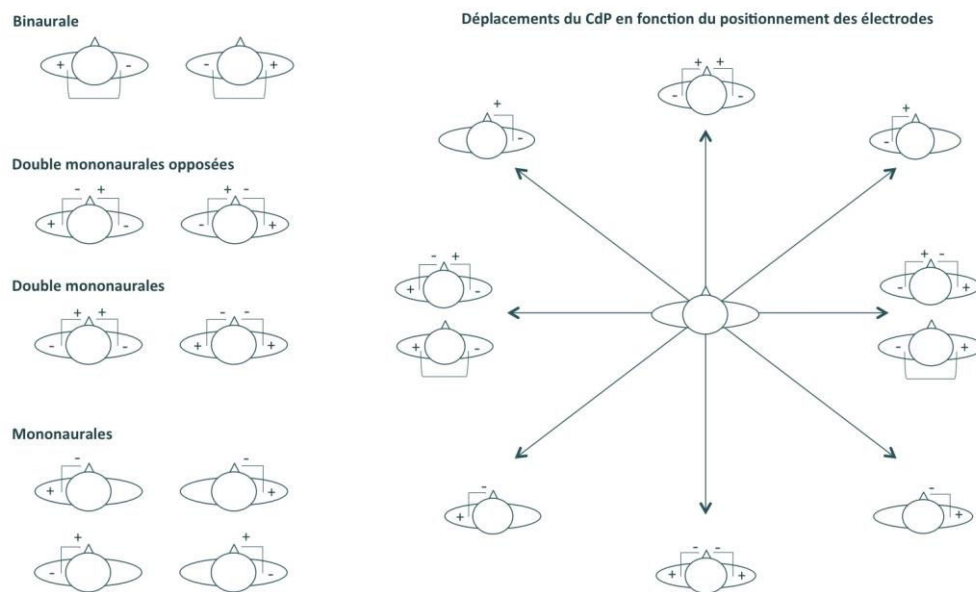 Binaurale
Déplacements du CdP en fonction du positionnement des électrodes
+ -
- +
+ + - -
+ -
+ -
Double mononaurales opposées
- + + -
+ - - +
- + + -
+ - - +
Double mononaurales
+ + - -
- - + +
+ - - +
Mononaurales
- -
+ +
- -
+ +
+ +
- -
- - + +